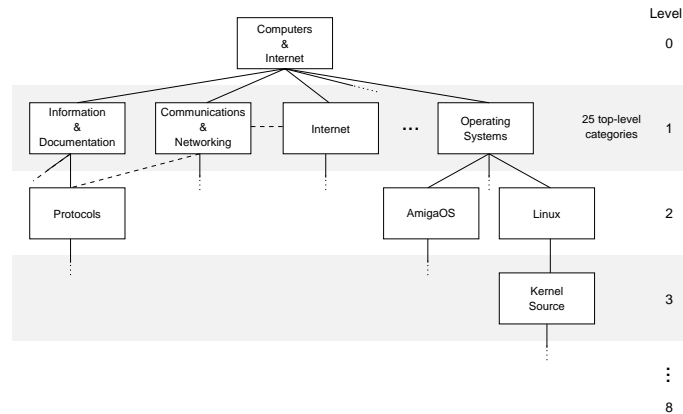 Level
Computers
&
Internet
0
Information
&
Documentation
Communications
&
Networking
Internet
...
Operating
Systems
25 top-level
categories
1
Protocols
AmigaOS
Linux
2
Kernel
Source
3
8